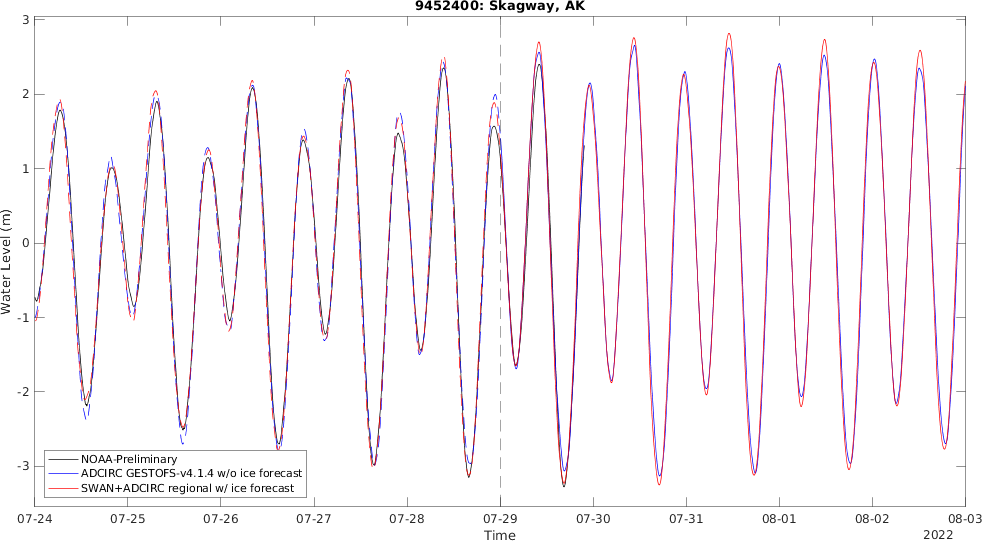 9452400: Skagway, AK
3
2
1
0
-1
-2
-3
Water Level (m)
NOAA-Preliminary
ADCIRC GESTOFS-v4.1.4 w/o ice forecast
SWAN+ADCIRC regional w/ ice forecast
07-24 07-25 07-26 07-27 07-28 07-29 07-30 07-31 08-01 08-02 08-03
Time
2022